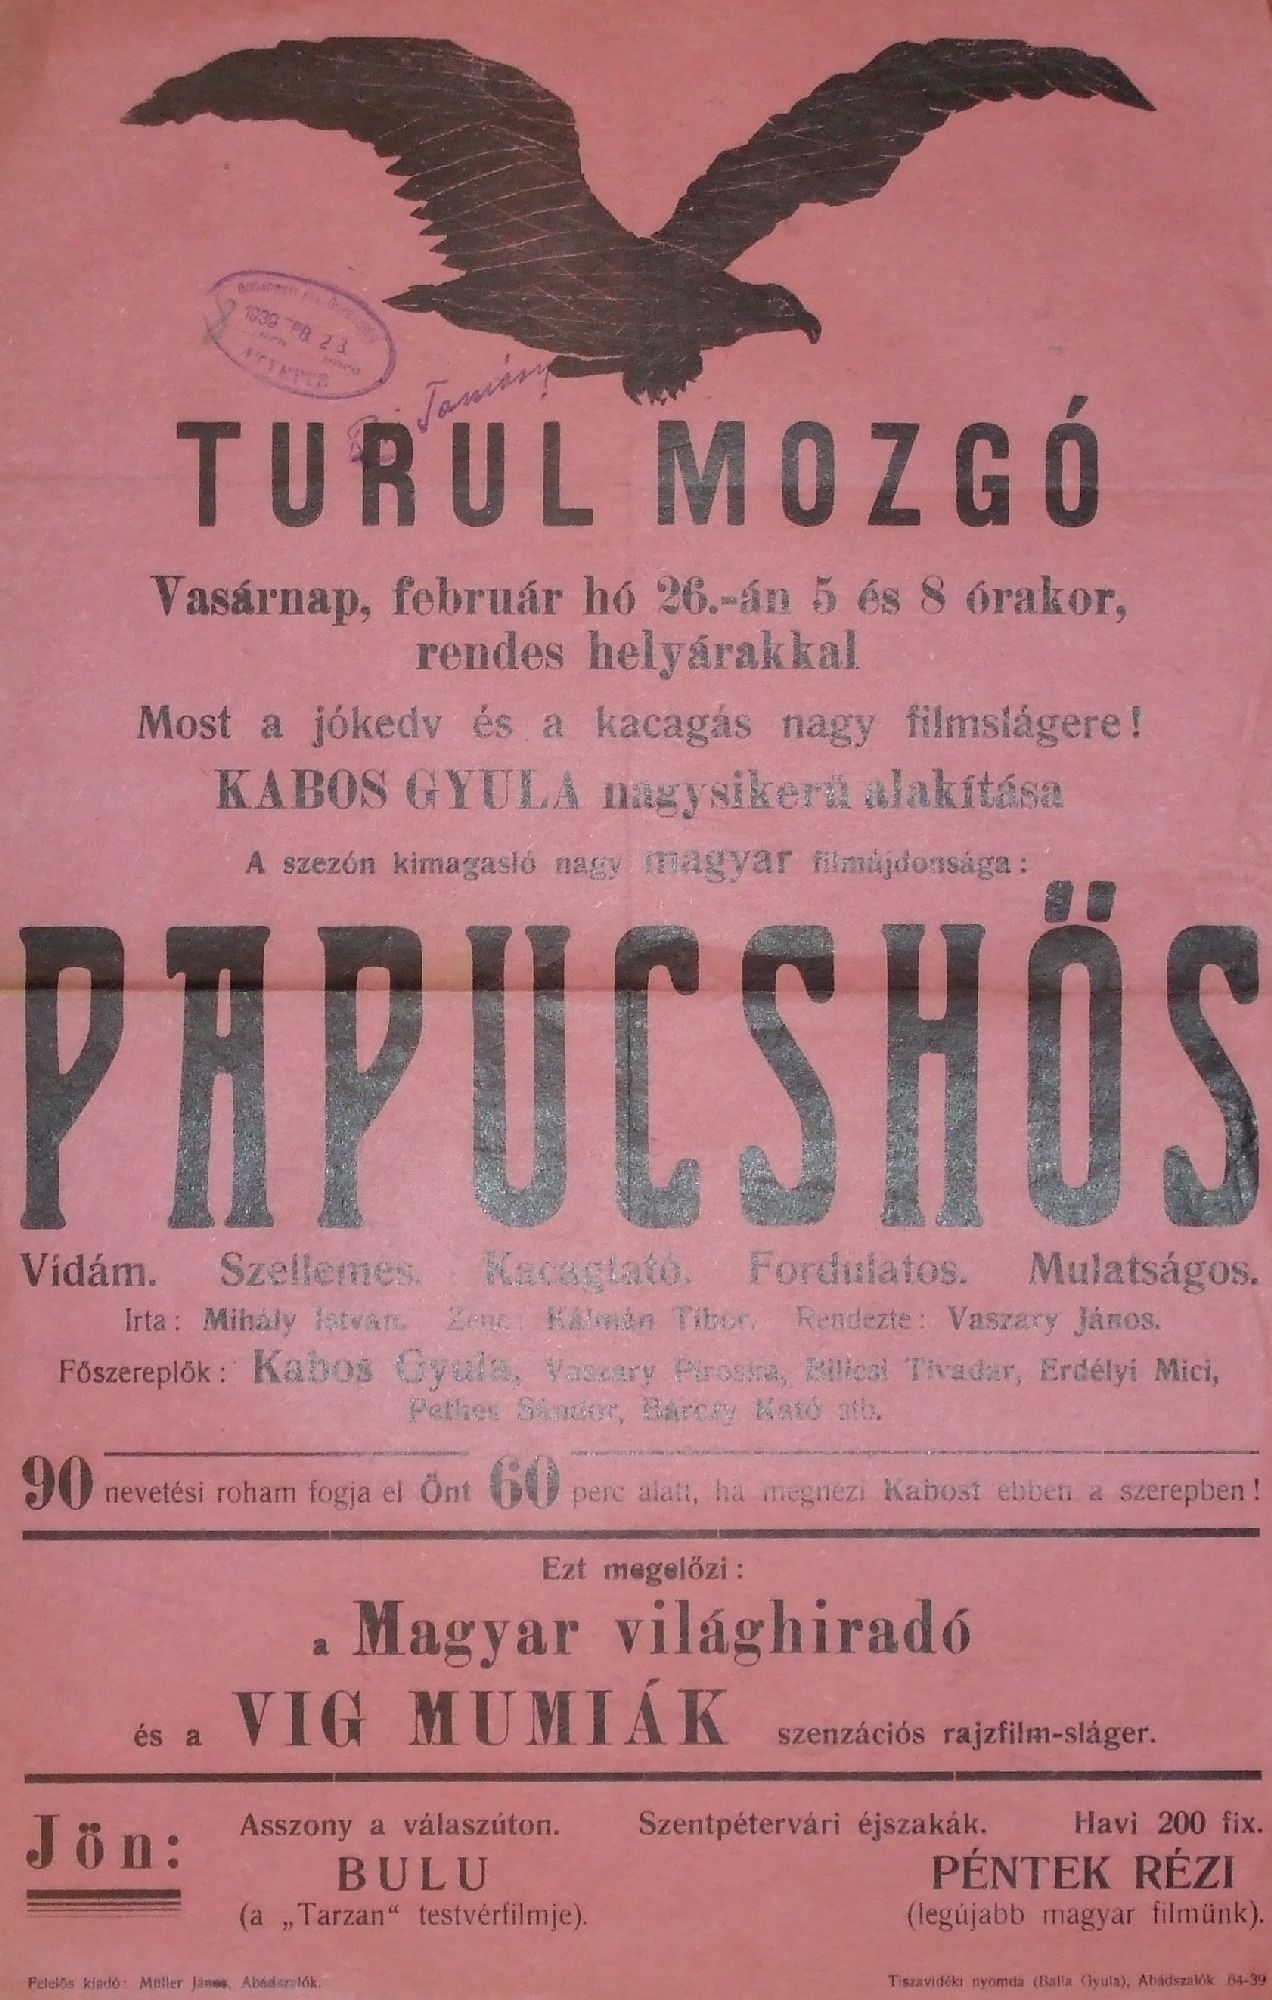 1939 FEB 23.
TURUL MOZGÓ
Vasárnap, február hó 26.-án 5 és 8 órakor,
rendes helyárakkal
Most a jókedv és a kacagás nagy filmslágere!
KABOS GYULA nagysikerű alakítása
A szezón kimagasló nagy magyar filmújdonsága:
PAPUCSHŐS
Vídám. Szellemes. Kacagtató. Fordulatos. Mulatságos.
Irta: Mihály István. Zene: Kálmán Tibor. Rendezte: Vaszary János.
Főszereplők: Kabos Gyula, Vaszary Piroska, Bilicsi Tivadar, Erdélyi Mici,
Pethes Sándor, Bárczy Kató stb.
90 nevetési roham fogja el Önt 60 perc alatt, ha megnézi Kabost ebben a szerepben!
Ezt megelőzi:
a Magyar világhiradó
és a VIG MUMIÁK szenzációs rajzfilm-sláger.
Jön: Asszony a válaszúton. Szentpétervári éjszakák. Havi 200 fix.
BULU PÉNTEK RÉZI
(a „Tarzan“ testvérfilmje). (legújabb magyar filmünk).
Felelős kiadó: Müller János, Abádszalók. Tiszavidéki nyomda (Balla Gyula), Abádszalók 64-39